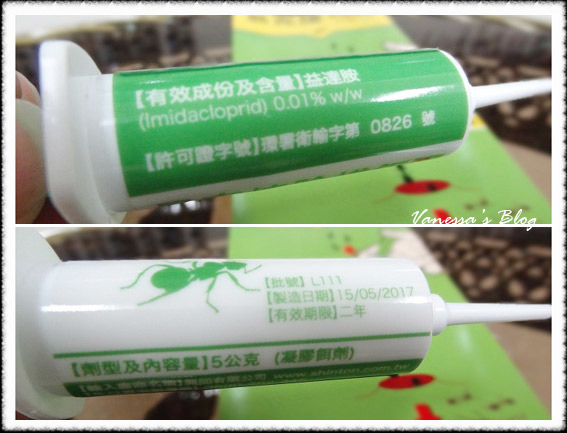 【有效成份及含量】益達胺
(Imidacloprid) 0.01% w/w
【許可證字號】環署衛輸字第 0826 號
Vanessa's Blog
【批號】L111
【製造日期】15/05/2017
【有效期限】二年
【劑型及內容量】5公克 (凝膠餌劑)
www.shinton.com.tw